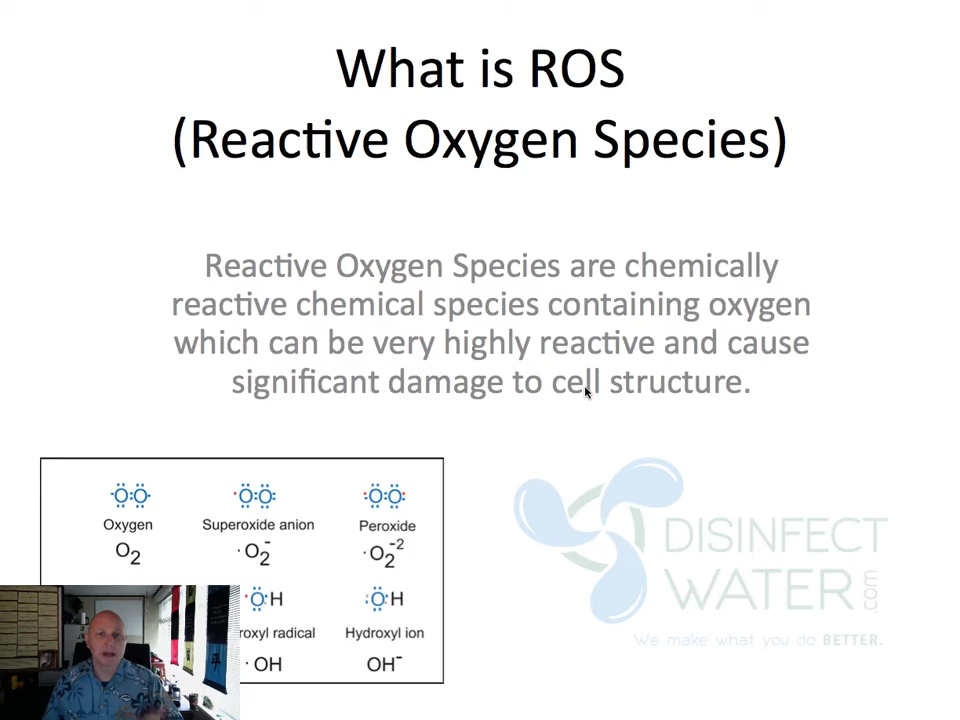 What is ROS
(Reactive Oxygen Species)
Reactive Oxygen Species are chemically
reactive chemical species containing oxygen
which can be very highly reactive and cause
significant damage to cell structure.
Oxygen Superoxide anion Peroxide
O2 ·O2- ·O2-2
H H
roxyl radical Hydroxyl ion
·OH OH-
DISINFECT
WATER.com
We make what you do BETTER.